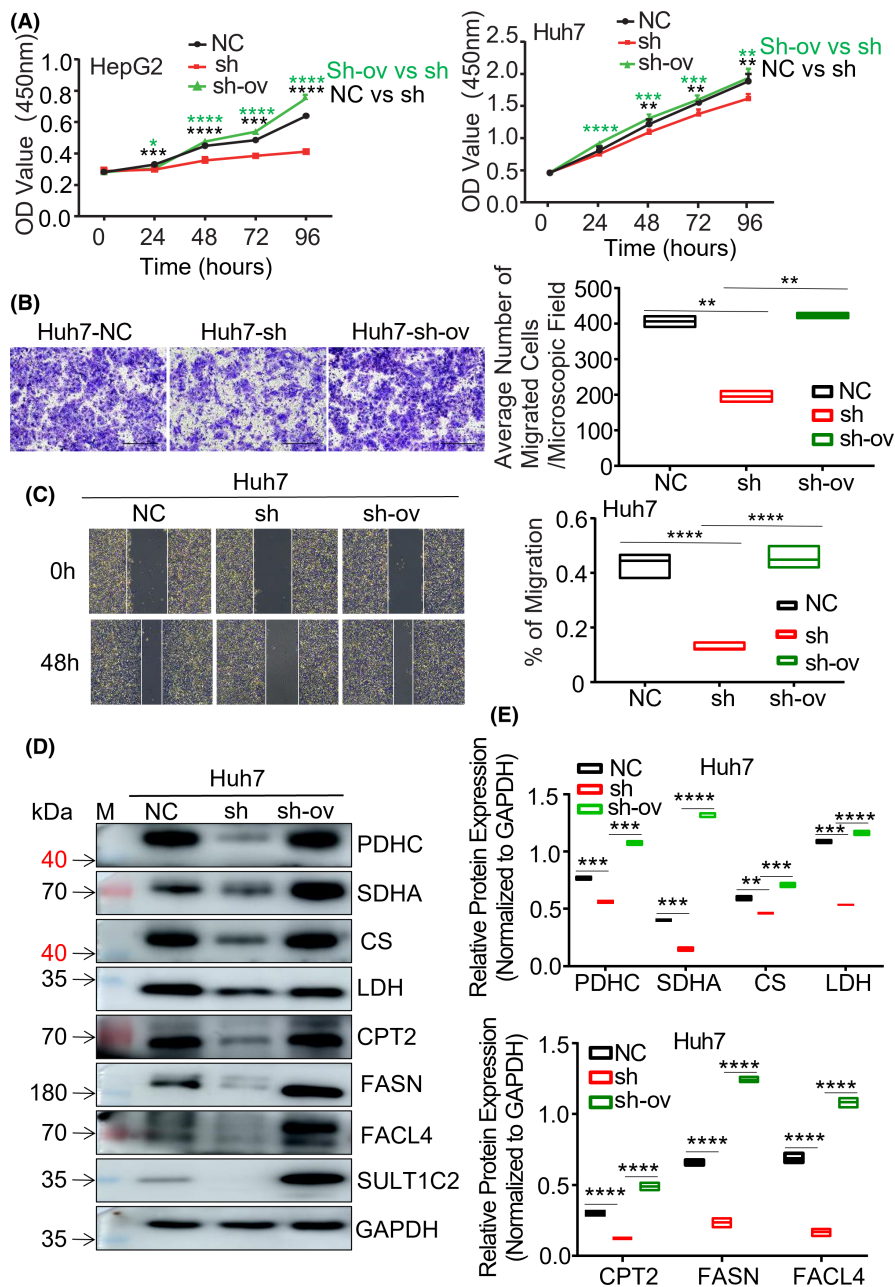 (A)
HepG2
NC
sh
sh-ov
Sh-ov vs sh
NC vs sh
OD Value (450nm)
1.0
0.8
0.6
0.4
0.2
0.0
*
***
****
****
****
***
****
****
0 24 48 72 96
Time (hours)
Huh7
NC
sh
sh-ov
Sh-ov vs sh
NC vs sh
OD Value (450nm)
2.5
2.0
1.5
1.0
0.5
0.0
****
***
**
***
**
**
**
0 24 48 72 96
Time (hours)
(B)
Huh7-NC Huh7-sh Huh7-sh-ov
Average Number of
Migrated Cells
/Microscopic Field
500
400
300
200
100
0
**
**
NC
sh
sh-ov
NC sh sh-ov
(C)
Huh7
NC sh sh-ov
0h
48h
Huh7
% of Migration
0.6
0.4
0.2
0
****
****
NC
sh
sh-ov
NC sh sh-ov
(D)
Huh7
kDa M NC sh sh-ov
40 PDHC
70 SDHA
40 CS
35 LDH
70 CPT2
180 FASN
70 FACL4
35 SULT1C2
35 GAPDH
(E)
NC
sh
sh-ov
Huh7
Relative Protein Expression
(Normalized to GAPDH)
1.5
1.0
0.5
0.0
***
***
***
****
**
***
***
****
PDHC SDHA CS LDH
NC
sh
sh-ov
Huh7
Relative Protein Expression
(Normalized to GAPDH)
1.5
1.0
0.5
0.0
****
****
****
****
****
****
CPT2 FASN FACL4